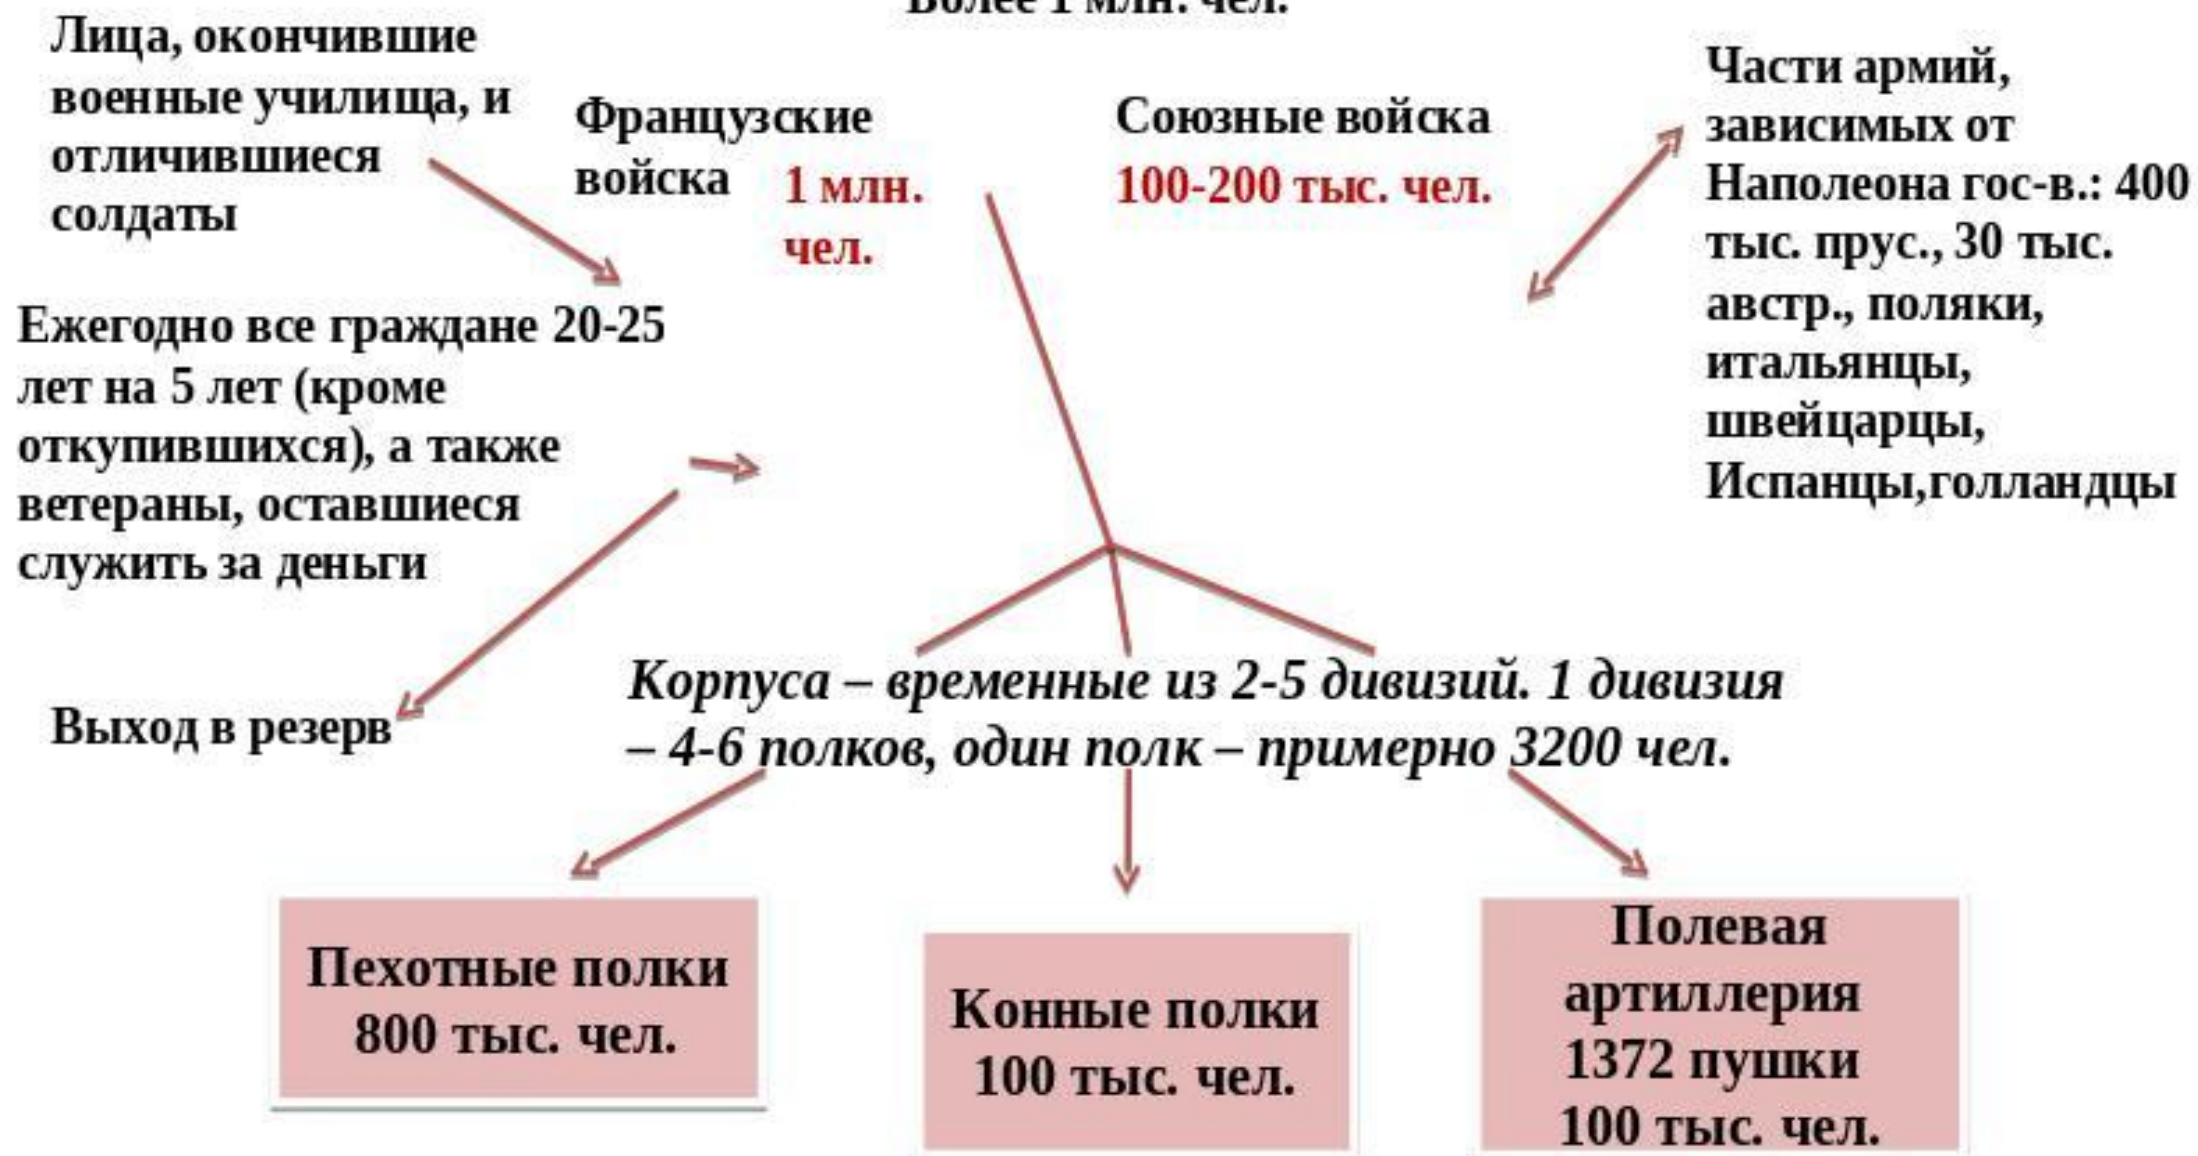 Более 1 млн. чел.
Лица, окончившие
военные училища, и
отличившиеся
солдаты
Французские
войска
1 млн.
чел.
Союзные войска
100-200 тыс. чел.
Части армий,
зависимых от
Наполеона гос-в.: 400
тыс. прус., 30 тыс.
австр., поляки,
итальянцы,
швейцарцы,
Испанцы,голландцы
Ежегодно все граждане 20-25
лет на 5 лет (кроме
откупившихся), а также
ветераны, оставшиеся
служить за деньги
Выход в резерв
Корпуса – временные из 2-5 дивизий. 1 дивизия
– 4-6 полков, один полк – примерно 3200 чел.
Пехотные полки
800 тыс. чел.
Конные полки
100 тыс. чел.
Полевая
артиллерия
1372 пушки
100 тыс. чел.